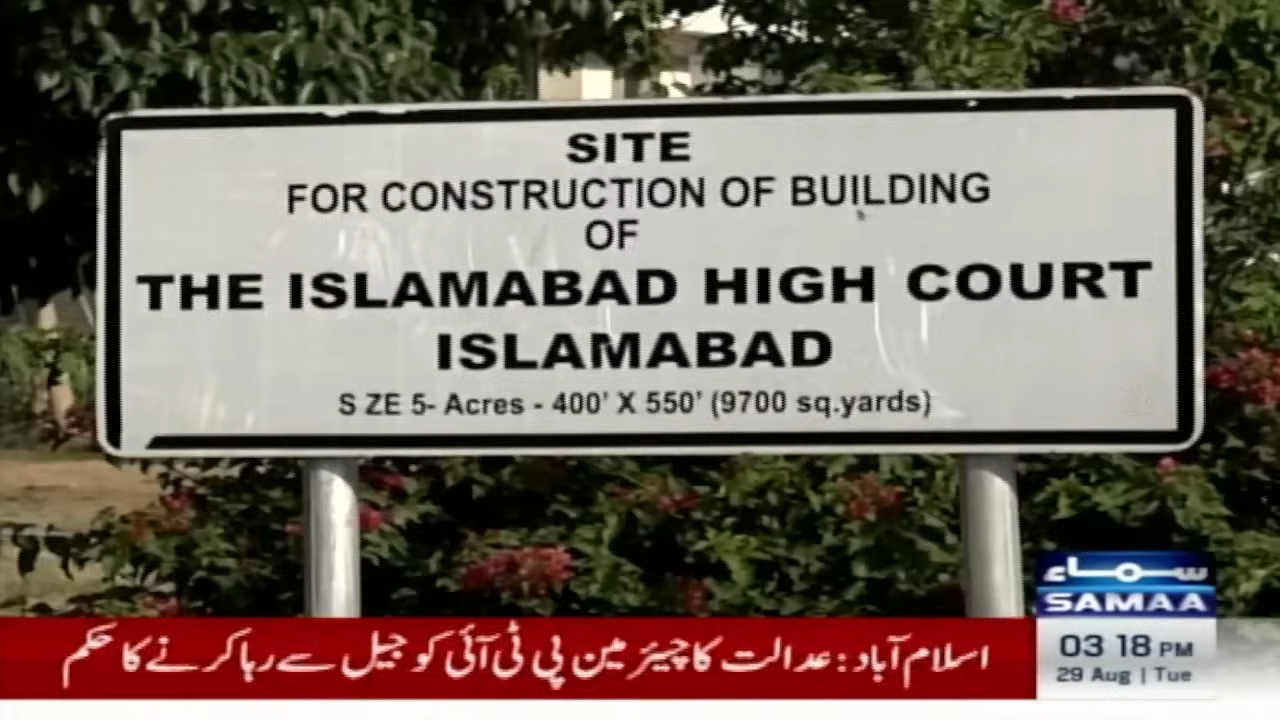 SITE
FOR CONSTRUCTION OF BUILDING
OF
THE ISLAMABAD HIGH COURT
ISLAMABAD
S ZE 5- Acres - 400' X 550' (9700 sq.yards)
سماء
SAMAA
اسلام آباد : عدالت کا چیئرمین پی ٹی آئی کو جیل سے رہا کرنے کا حکم
03 18 PM
29 Aug | Tue